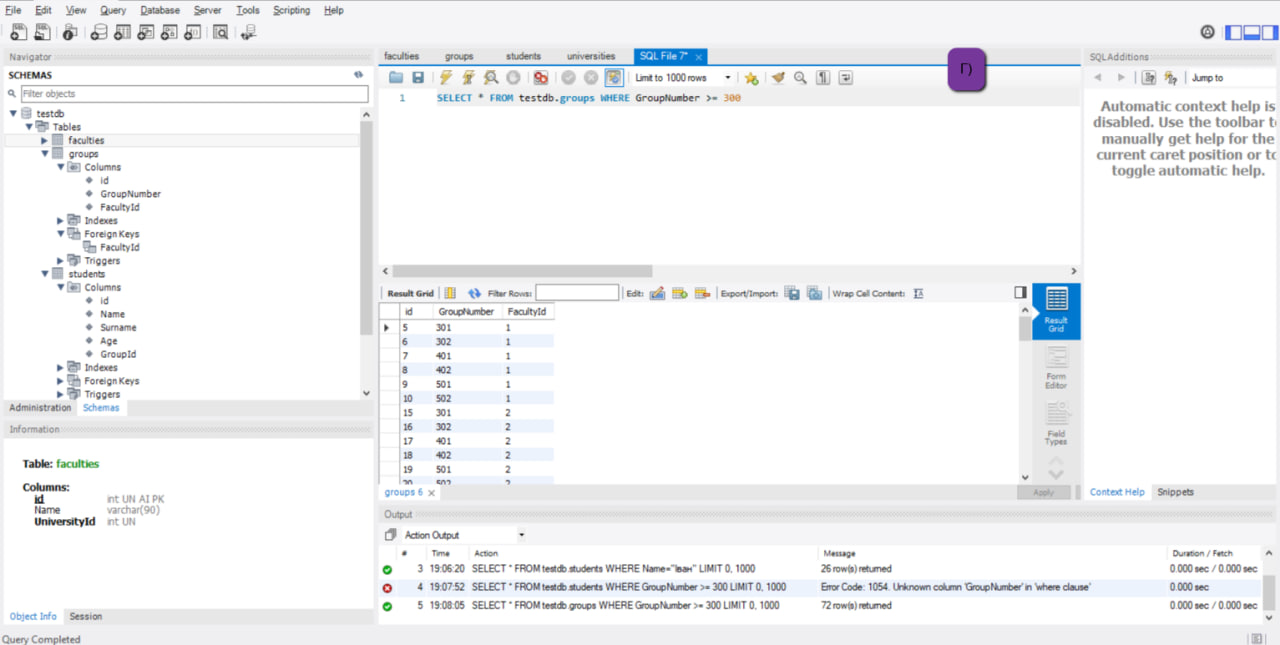 File Edit View Query Database Server Tools Scripting Help
Navigator
SCHEMAS
Filter objects
testdb
Tables
faculties
groups
Columns
id
GroupNumber
FacultyId
Indexes
Foreign Keys
FacultyId
Triggers
students
Columns
id
Name
Surname
Age
GroupId
Indexes
Foreign Keys
Triggers
Administration Schemas
Information
Table: faculties
Columns:
id int UN AI PK
Name varchar(90)
UniversityId int UN
Object Info Session
Query Completed
faculties groups students universities SQL File 7*
Limit to 1000 rows
1 SELECT * FROM testdb.groups WHERE GroupNumber >= 300
Result Grid Filter Rows: Edit: Export/Import: Wrap Cell Content:
id GroupNumber FacultyId
5 301 1
6 302 1
7 401 1
8 402 1
9 501 1
10 502 1
15 301 2
16 302 2
17 401 2
18 402 2
19 501 2
20 502 2
Result Grid
Form Editor
Field Types
groups 6
Apply
Output
Action Output
# Time Action Message Duration / Fetch
3 19:06:20 SELECT * FROM testdb.students WHERE Name="Іван" LIMIT 0, 1000 26 row(s) returned 0.000 sec / 0.000 sec
4 19:07:52 SELECT * FROM testdb.students WHERE GroupNumber >= 300 LIMIT 0, 1000 Error Code: 1054. Unknown column 'GroupNumber' in 'where clause' 0.000 sec
5 19:08:05 SELECT * FROM testdb.groups WHERE GroupNumber >= 300 LIMIT 0, 1000 72 row(s) returned 0.000 sec / 0.000 sec
SQLAdditions
Jump to
Automatic context help is
disabled. Use the toolbar to
manually get help for the
current caret position or to
toggle automatic help.
Context Help Snippets